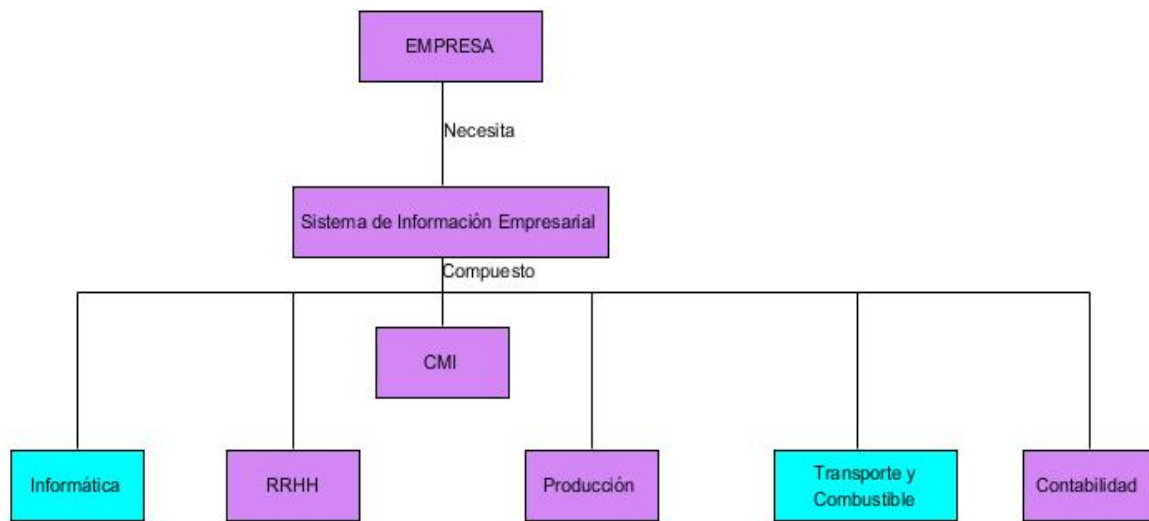 EMPRESA
Necesita
Sistema de Información Empresarial
Compuesto
CMI
Informática
RRHH
Producción
Transporte y
Combustible
Contabilidad